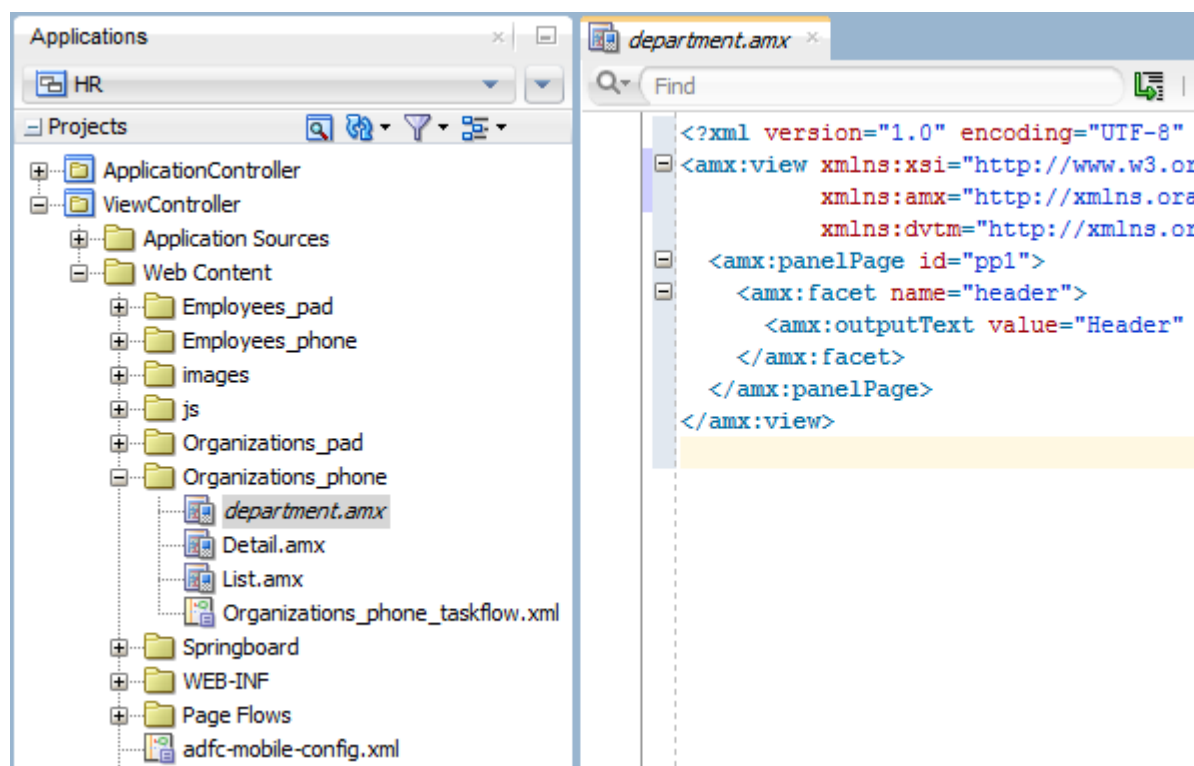 Applications
HR
Projects
ApplicationController
ViewController
Application Sources
Web Content
Employees_pad
Employees_phone
images
js
Organizations_pad
Organizations_phone
department.amx
Detail.amx
List.amx
Organizations_phone_taskflow.xml
Springboard
WEB-INF
Page Flows
adfc-mobile-config.xml
department.amx
Find
<?xml version="1.0" encoding="UTF-8"
<amx:view xmlns:xsi="http://www.w3.or
xmlns:amx="http://xmlns.ora
xmlns:dvtm="http://xmlns.or
<amx:panelPage id="pp1">
<amx:facet name="header">
<amx:outputText value="Header"
</amx:facet>
</amx:panelPage>
</amx:view>